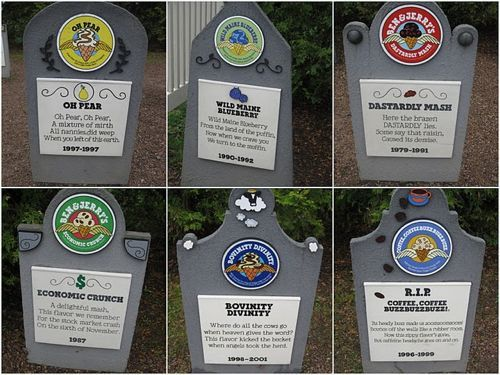 OH PEAR
OH PEAR
Oh Pear, Oh Pear,
A mixture of mirth
All nannies did weep
When you left of this earth.
1997-1997
WILD MAINE BLUEBERRY
WILD MAINE
BLUEBERRY
Wild Maine Blueberry
From the land of the puffin,
Now when we crave you
We turn to the muffin.
1990-1992
BEN & JERRY'S
DASTARDLY MASH
DASTARDLY MASH
Here the brazen
DASTARDLY lies.
Some say that raisin,
Caused its demise.
1979-1991
BEN & JERRY'S
ECONOMIC CRUNCH
$
ECONOMIC CRUNCH
A delightful mash,
This flavor we remember
For the stock market crash
On the sixth of November.
1987
BOVINITY DIVINITY
BOVINITY
DIVINITY
Where do all the cows go
when heaven gives the word?
This flavor kicked the bucket
when angels took the herd.
1998-2001
COFFEE, COFFEE BUZZ BUZZ BUZZ
R.I.P.
COFFEE, COFFEE
BUZZBUZZBUZZ!.
Its heady buzz made us
bounce off the walls like a rubber room.
Now this zippy flavor's
But caffeine headache goes on and on.
1996-1999